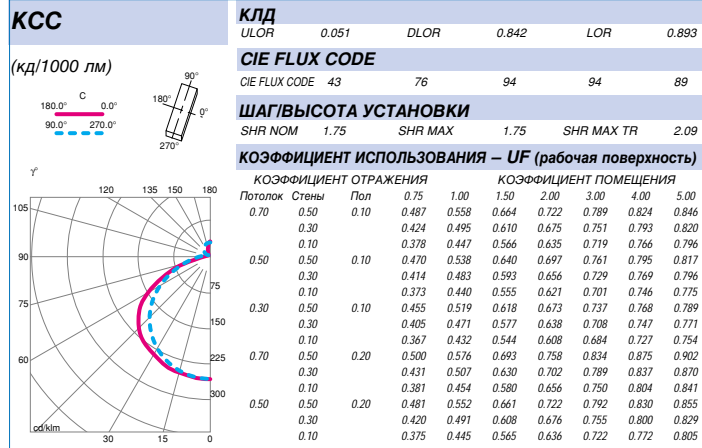 КСС
(кд/1000 лм)
C
180.0° 0.0°
90.0° 270.0°
90°
180° 0°
270°
γ°
120 135 150 180
105
90
75
60
30 15 0
75
150
225
300
cd/klm
КЛД
ULOR 0.051 DLOR 0.842 LOR 0.893
CIE FLUX CODE
CIE FLUX CODE 43 76 94 94 89
ШАГ/ВЫСОТА УСТАНОВКИ
SHR NOM 1.75 SHR MAX 1.75 SHR MAX TR 2.09
КОЭФФИЦИЕНТ ИСПОЛЬЗОВАНИЯ – UF (рабочая поверхность)
КОЭФФИЦИЕНТ ОТРАЖЕНИЯ КОЭФФИЦИЕНТ ПОМЕЩЕНИЯ
Потолок Стены Пол 0.75 1.00 1.50 2.00 3.00 4.00 5.00
0.70 0.50 0.10 0.487 0.558 0.664 0.722 0.789 0.824 0.846
0.30 0.424 0.495 0.610 0.675 0.751 0.793 0.820
0.10 0.378 0.447 0.566 0.635 0.719 0.766 0.796
0.50 0.50 0.10 0.470 0.538 0.640 0.697 0.761 0.795 0.817
0.30 0.414 0.483 0.593 0.656 0.729 0.769 0.796
0.10 0.373 0.440 0.555 0.621 0.701 0.746 0.775
0.30 0.50 0.10 0.455 0.519 0.618 0.673 0.737 0.768 0.789
0.30 0.405 0.471 0.577 0.638 0.708 0.747 0.771
0.10 0.367 0.432 0.544 0.608 0.684 0.727 0.754
0.70 0.50 0.20 0.500 0.576 0.693 0.758 0.834 0.875 0.902
0.30 0.431 0.507 0.630 0.702 0.789 0.837 0.870
0.10 0.381 0.454 0.580 0.656 0.750 0.804 0.841
0.50 0.50 0.20 0.481 0.552 0.661 0.722 0.792 0.830 0.855
0.30 0.420 0.491 0.608 0.676 0.755 0.800 0.829
0.10 0.375 0.445 0.565 0.636 0.722 0.772 0.805